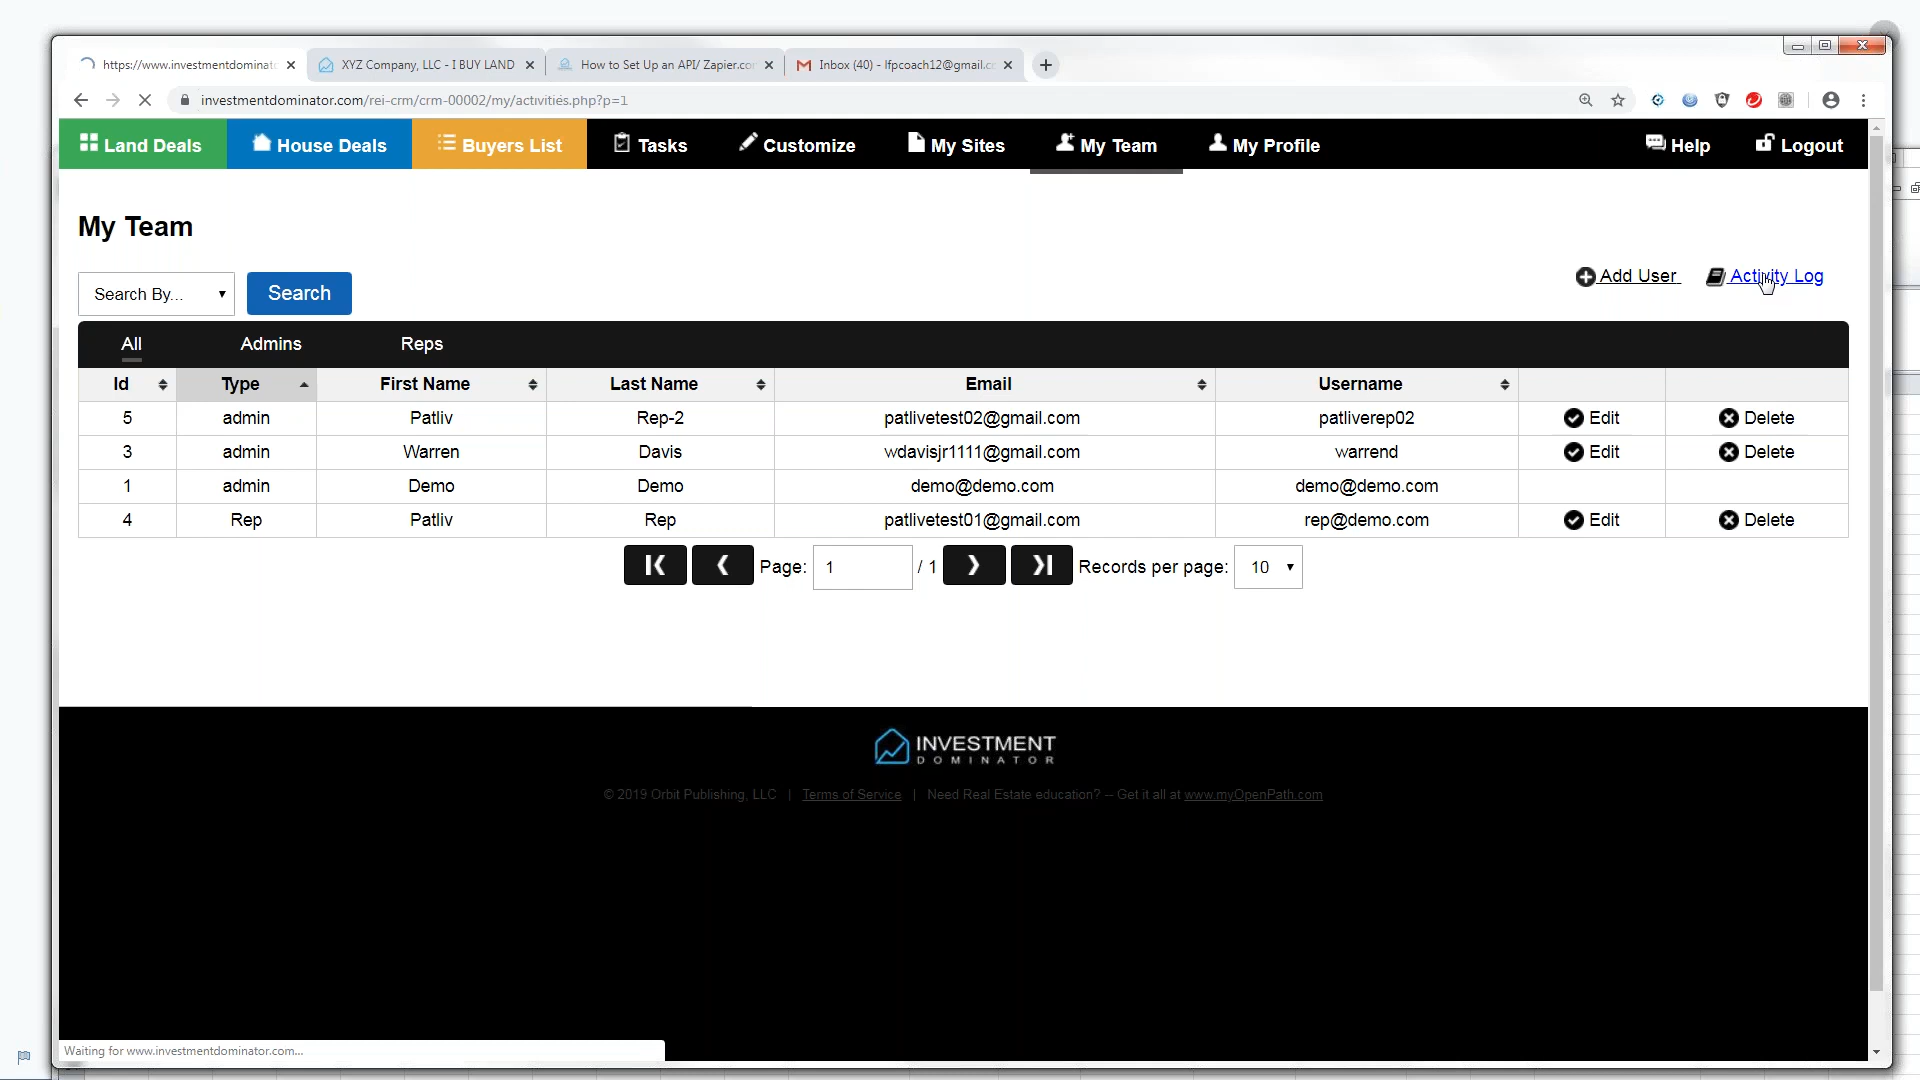 https://www.investmentdominat
XYZ Company, LLC - I BUY LAND
How to Set Up an API/ Zapier.co
Inbox (40) - lfpcoach12@gmail.c
investmentdominator.com/rei-crm/crm-00002/my/activities.php?p=1
Land Deals House Deals Buyers List Tasks Customize My Sites My Team My Profile Help Logout
My Team
Search By... Search Add User Activity Log
All Admins Reps
Id Type First Name Last Name Email Username
5 admin Patliv Rep-2 patlivetest02@gmail.com patliverep02 Edit Delete
3 admin Warren Davis wdavisjr1111@gmail.com warrend Edit Delete
1 admin Demo Demo demo@demo.com demo@demo.com
4 Rep Patliv Rep patlivetest01@gmail.com rep@demo.com Edit Delete
Page: 1 / 1 Records per page: 10
INVESTMENT
DOMINATOR
© 2019 Orbit Publishing, LLC | Terms of Service | Need Real Estate education? -- Get it all at www.myOpenPath.com
Waiting for www.investmentdominator.com...